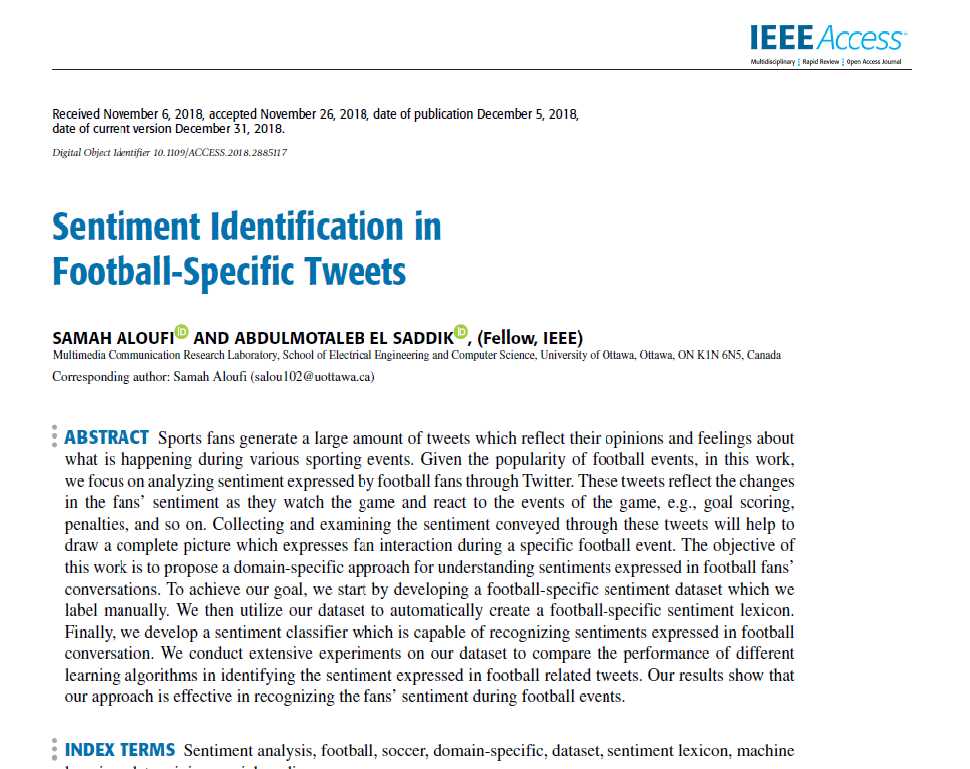 IEEE Access
Multidisciplinary | Rapid Review | Open Access Journal
Received November 6, 2018, accepted November 26, 2018, date of publication December 5, 2018,
date of current version December 31, 2018.
Digital Object Identifier 10.1109/ACCESS.2018.2885117
Sentiment Identification in
Football-Specific Tweets
SAMAH ALOUFI AND ABDULMOTALEB EL SADDIK, (Fellow, IEEE)
Multimedia Communication Research Laboratory, School of Electrical Engineering and Computer Science, University of Ottawa, Ottawa, ON K1N 6N5, Canada
Corresponding author: Samah Aloufi (salou102@uottawa.ca)
ABSTRACT Sports fans generate a large amount of tweets which reflect their opinions and feelings about
what is happening during various sporting events. Given the popularity of football events, in this work,
we focus on analyzing sentiment expressed by football fans through Twitter. These tweets reflect the changes
in the fans' sentiment as they watch the game and react to the events of the game, e.g., goal scoring,
penalties, and so on. Collecting and examining the sentiment conveyed through these tweets will help to
draw a complete picture which expresses fan interaction during a specific football event. The objective of
this work is to propose a domain-specific approach for understanding sentiments expressed in football fans'
conversations. To achieve our goal, we start by developing a football-specific sentiment dataset which we
label manually. We then utilize our dataset to automatically create a football-specific sentiment lexicon.
Finally, we develop a sentiment classifier which is capable of recognizing sentiments expressed in football
conversation. We conduct extensive experiments on our dataset to compare the performance of different
learning algorithms in identifying the sentiment expressed in football related tweets. Our results show that
our approach is effective in recognizing the fans' sentiment during football events.
INDEX TERMS Sentiment analysis, football, soccer, domain-specific, dataset, sentiment lexicon, machine